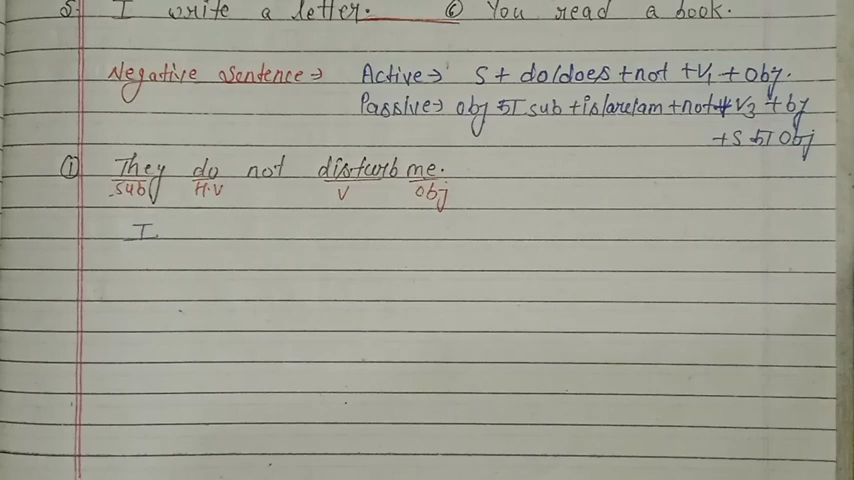 5. I write a letter. ⑥ You read a book.
Negative Sentence ⇒ Active → S + do/does + not + V₁ + Obj.
Passive → Obj का sub + is/are/am + not + V₃ + by
+ S का Obj
① They do not disturb me.
Sub H.V V Obj
I